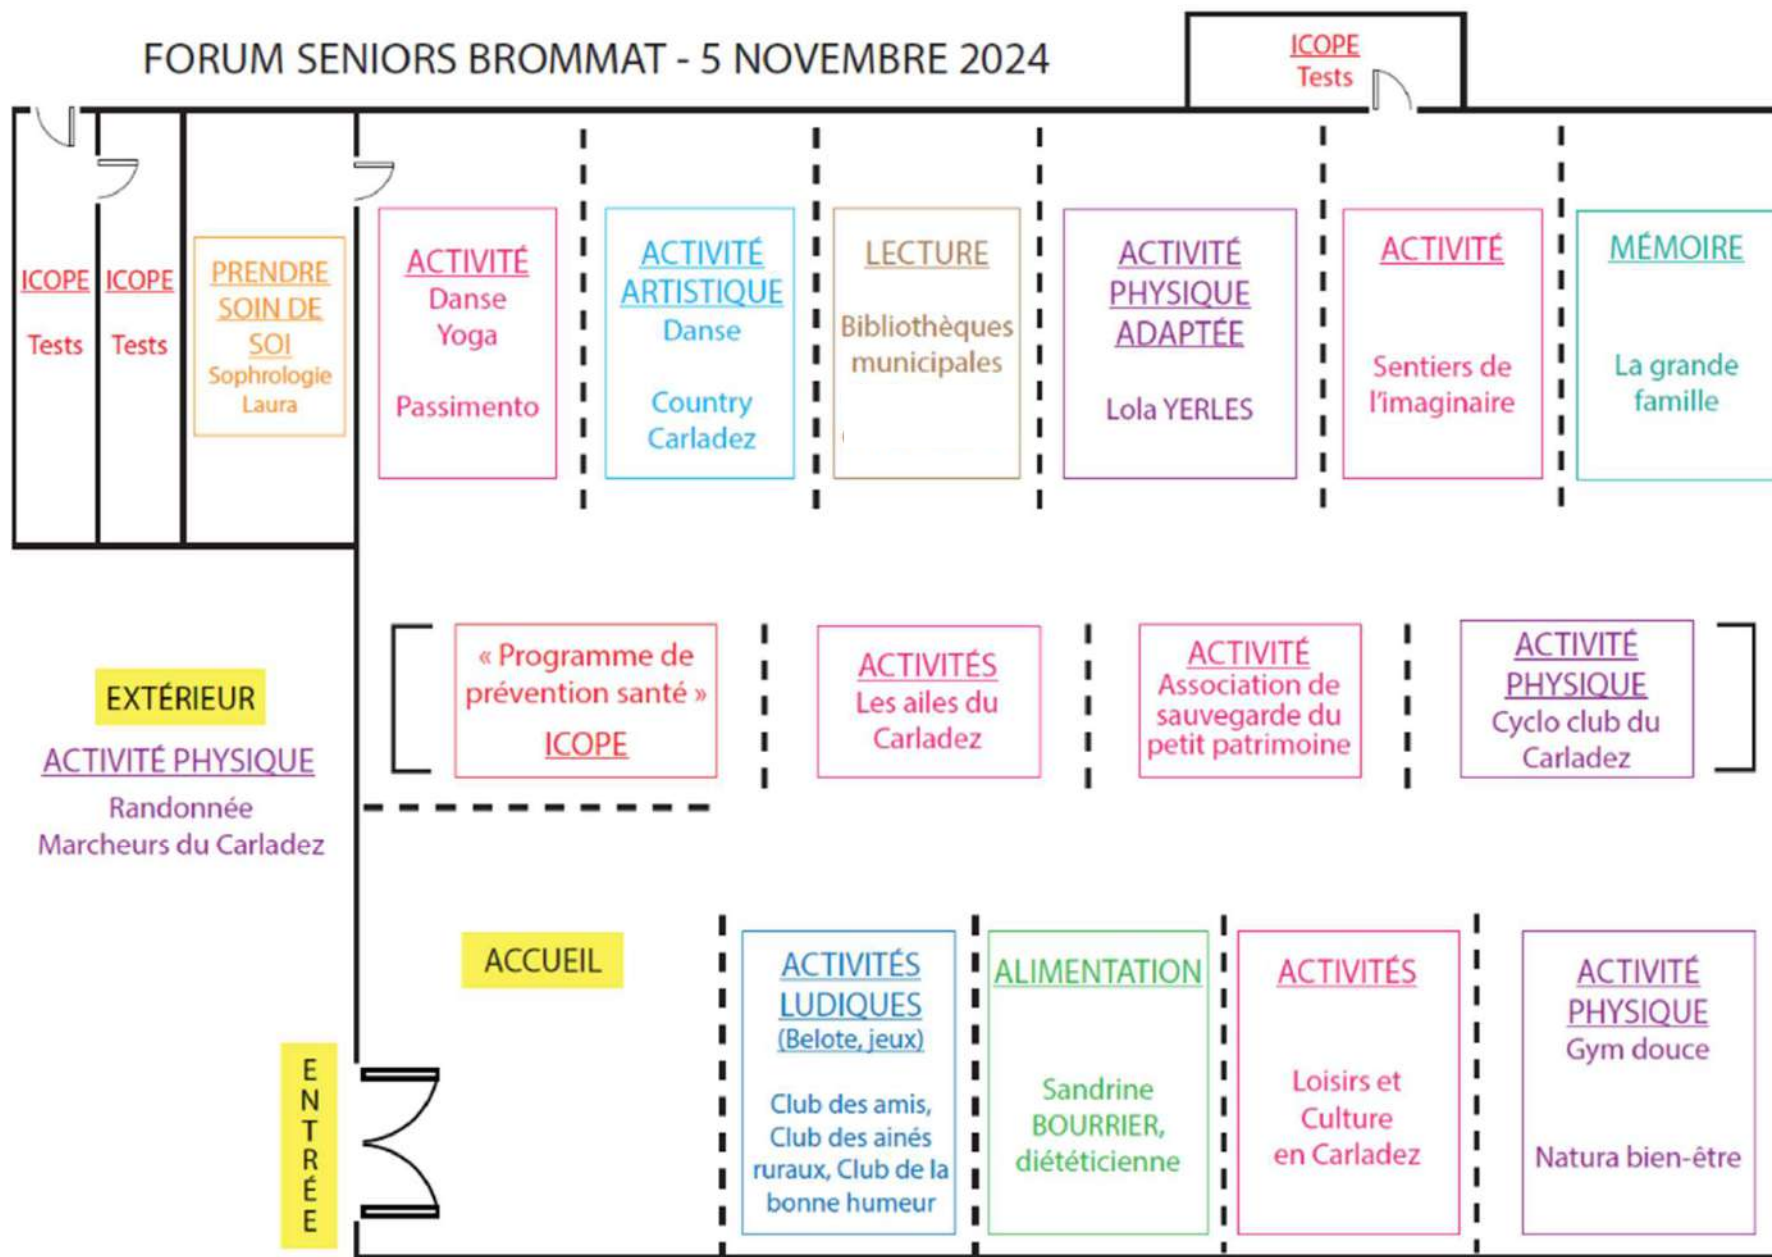 FORUM SENIORS BROMMAT - 5 NOVEMBRE 2024
ICOPE
Tests
ICOPE
Tests
ICOPE
Tests
PRENDRE
SOIN DE
SOI
Sophrologie
Laura
ACTIVITÉ
Danse
Yoga
Passimento
ACTIVITÉ
ARTISTIQUE
Danse
Country
Carladez
LECTURE
Bibliothèques
municipales
ACTIVITÉ
PHYSIQUE
ADAPTÉE
Lola YERLES
ACTIVITÉ
Sentiers de
l'imaginaire
MÉMOIRE
La grande
famille
EXTÉRIEUR
ACTIVITÉ PHYSIQUE
Randonnée
Marcheurs du Carladez
« Programme de
prévention santé »
ICOPE
ACTIVITÉS
Les ailes du
Carladez
ACTIVITÉ
Association de
sauvegarde du
petit patrimoine
ACTIVITÉ
PHYSIQUE
Cyclo club du
Carladez
ENTRÉE
ACCUEIL
ACTIVITÉS
LUDIQUES
(Belote, jeux)
Club des amis,
Club des ainés
ruraux, Club de la
bonne humeur
ALIMENTATION
Sandrine
BOURRIER,
diététicienne
ACTIVITÉS
Loisirs et
Culture
en Carladez
ACTIVITÉ
PHYSIQUE
Gym douce
Natura bien-être